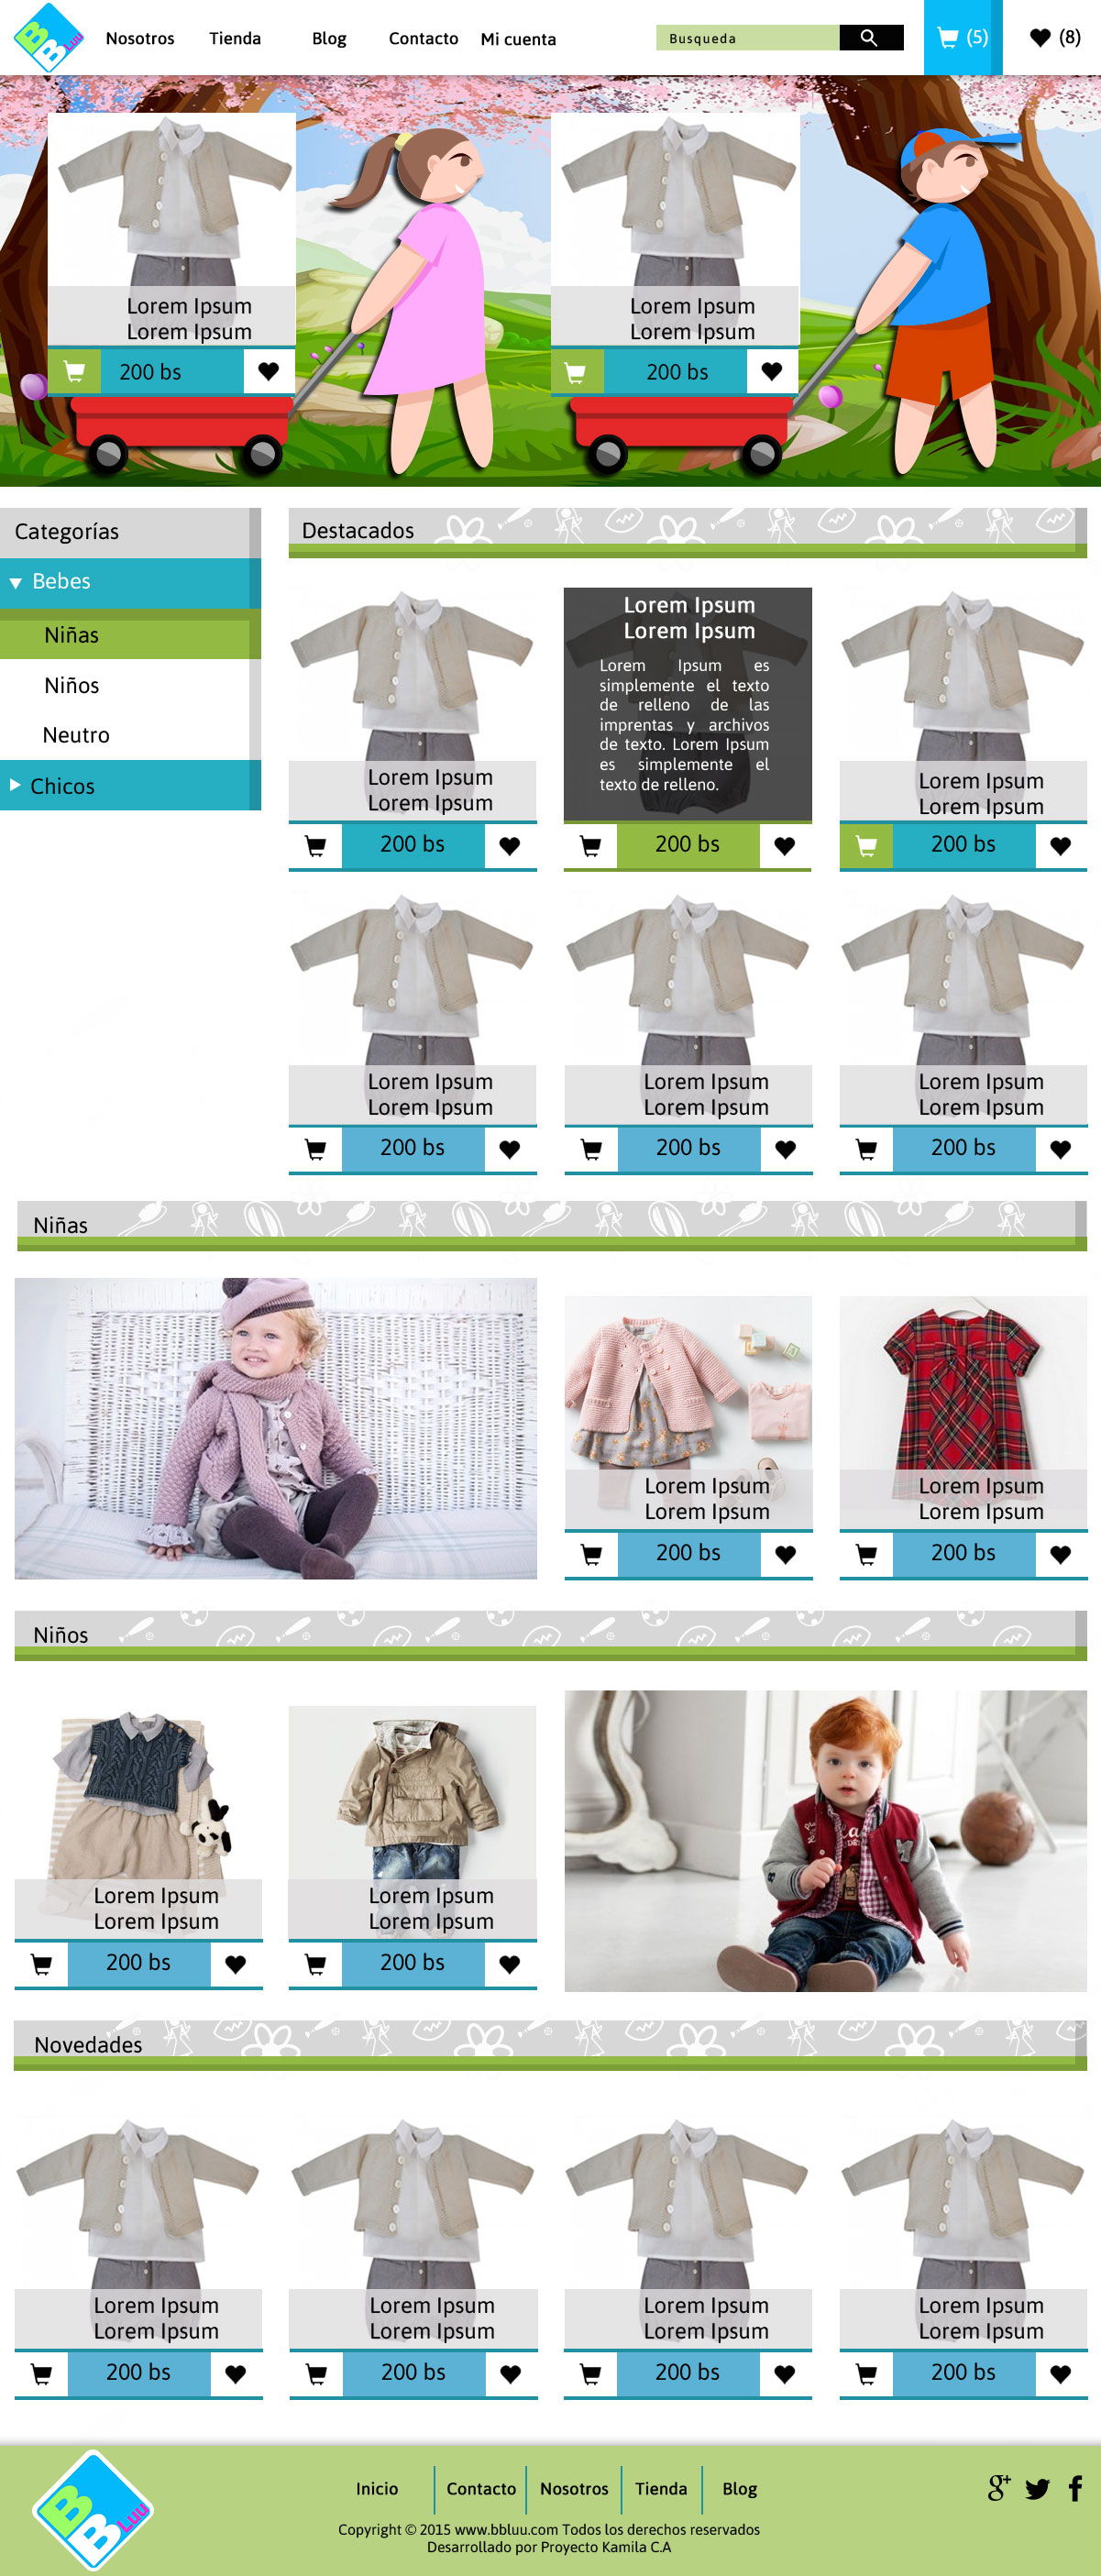 BB Luu
Nosotros Tienda Blog Contacto Mi cuenta
Busqueda
(5)
(8)
Lorem Ipsum
Lorem Ipsum
200 bs
Lorem Ipsum
Lorem Ipsum
200 bs
Categorías
Bebes
Niñas
Niños
Neutro
Chicos
Destacados
Lorem Ipsum
Lorem Ipsum
200 bs
Lorem Ipsum
Lorem Ipsum
Lorem Ipsum es
simplemente el texto
de relleno de las
imprentas y archivos
de texto. Lorem Ipsum
es simplemente el
texto de relleno.
200 bs
Lorem Ipsum
Lorem Ipsum
200 bs
Lorem Ipsum
Lorem Ipsum
200 bs
Lorem Ipsum
Lorem Ipsum
200 bs
Lorem Ipsum
Lorem Ipsum
200 bs
Niñas
Lorem Ipsum
Lorem Ipsum
200 bs
Lorem Ipsum
Lorem Ipsum
200 bs
Niños
Lorem Ipsum
Lorem Ipsum
200 bs
Lorem Ipsum
Lorem Ipsum
200 bs
Novedades
Lorem Ipsum
Lorem Ipsum
200 bs
Lorem Ipsum
Lorem Ipsum
200 bs
Lorem Ipsum
Lorem Ipsum
200 bs
Lorem Ipsum
Lorem Ipsum
200 bs
BB Luu
Inicio Contacto Nosotros Tienda Blog
Copyright © 2015 www.bbluu.com Todos los derechos reservados
Desarrollado por Proyecto Kamila C.A